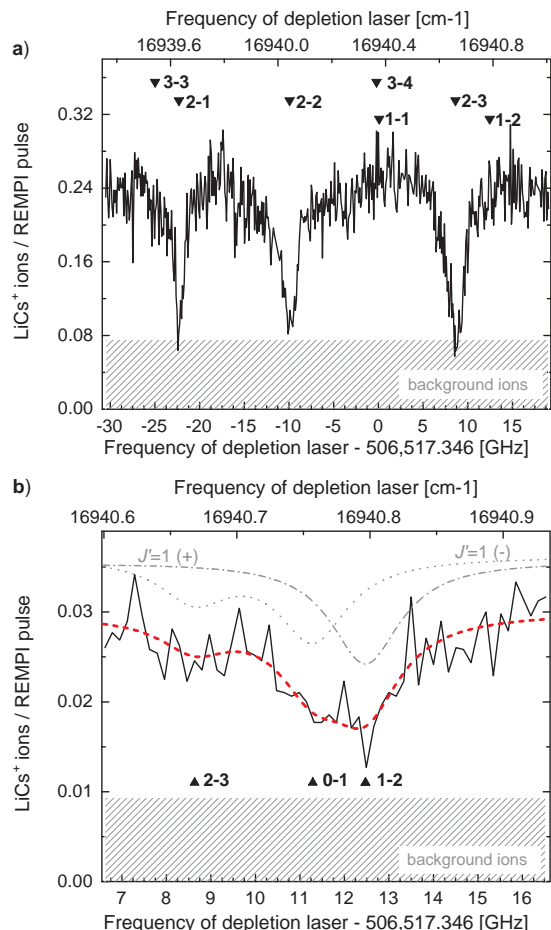 Frequency of depletion laser [cm-1]
16939.6 16940.0 16940.4 16940.8
a)
3-3 3-4
2-1 2-2 2-3
1-1 1-2
0.32
0.24
0.16
0.08
0.00
LiCs+ ions / REMPI pulse
background ions
-30 -25 -20 -15 -10 -5 0 5 10 15
Frequency of depletion laser - 506,517.346 [GHz]
b)
Frequency of depletion laser [cm-1]
16940.6 16940.7 16940.8 16940.9
J'=1 (+) J'=1 (-)
0.03
0.02
0.01
0.00
LiCs+ ions / REMPI pulse
2-3 0-1 1-2
background ions
7 8 9 10 11 12 13 14 15 16
Frequency of depletion laser - 506,517.346 [GHz]